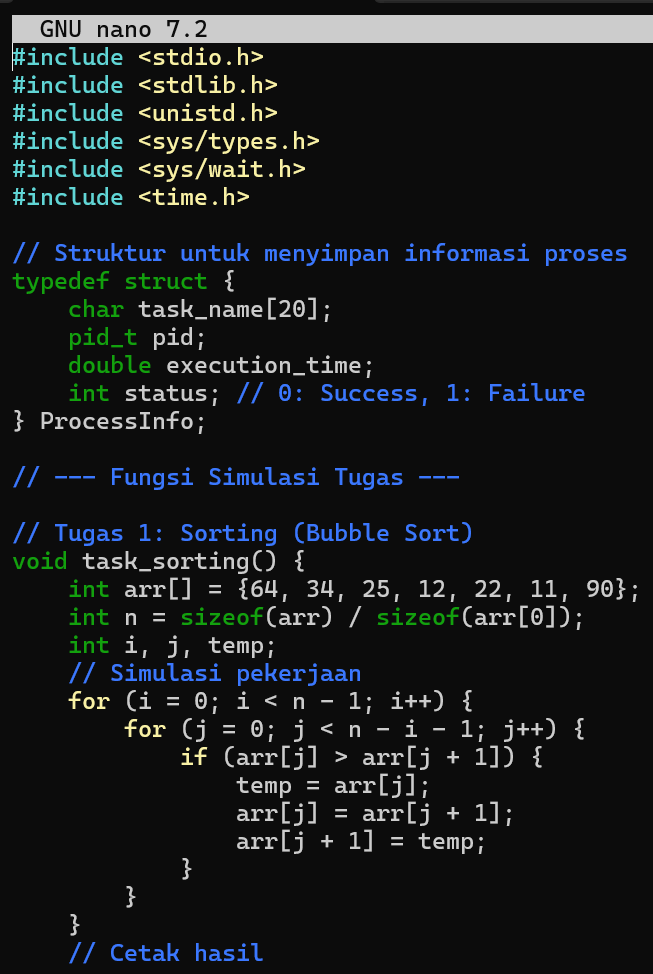 GNU nano 7.2
#include <stdio.h>
#include <stdlib.h>
#include <unistd.h>
#include <sys/types.h>
#include <sys/wait.h>
#include <time.h>

// Struktur untuk menyimpan informasi proses
typedef struct {
    char task_name[20];
    pid_t pid;
    double execution_time;
    int status; // 0: Success, 1: Failure
} ProcessInfo;

// --- Fungsi Simulasi Tugas ---

// Tugas 1: Sorting (Bubble Sort)
void task_sorting() {
    int arr[] = {64, 34, 25, 12, 22, 11, 90};
    int n = sizeof(arr) / sizeof(arr[0]);
    int i, j, temp;
    // Simulasi pekerjaan
    for (i = 0; i < n - 1; i++) {
        for (j = 0; j < n - i - 1; j++) {
            if (arr[j] > arr[j + 1]) {
                temp = arr[j];
                arr[j] = arr[j + 1];
                arr[j + 1] = temp;
            }
        }
    }
    // Cetak hasil